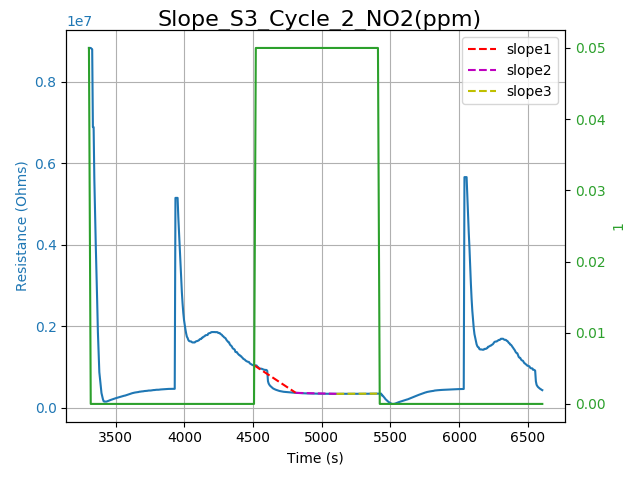 Slope_S3_Cycle_2_NO2(ppm)
1e7
slope1
slope2
slope3
0.8
0.6
0.4
0.2
0.0
Resistance (Ohms)
0.05
0.04
0.03
0.02
0.01
0.00
1
3500 4000 4500 5000 5500 6000 6500
Time (s)